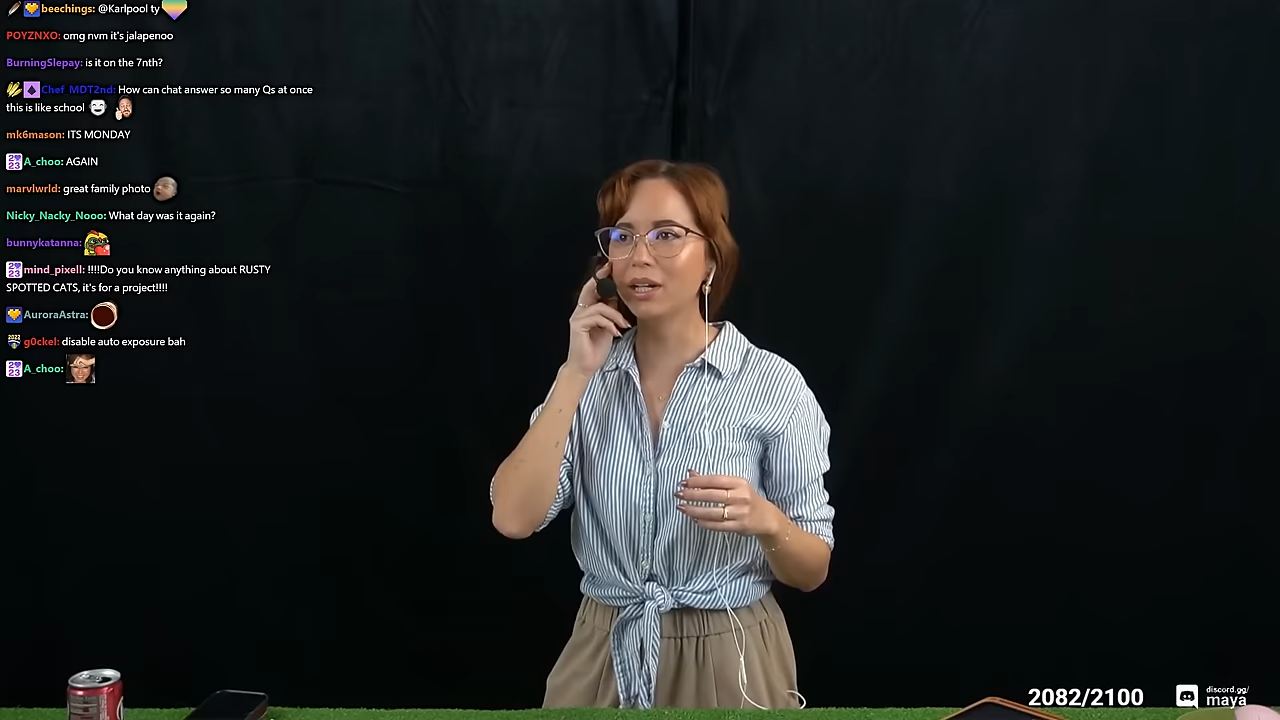 beechings: @Karlpool ty
POYZNXO: omg nvm it's jalapenoo
BurningSlepay: is it on the 7nth?
Chef_MDT2nd: How can chat answer so many Qs at once
this is like school
mk6mason: ITS MONDAY
A_choo: AGAIN
marvlwrld: great family photo
Nicky_Nacky_Nooo: What day was it again?
bunnykatanna:
mind_pixell: !!!!Do you know anything about RUSTY
SPOTTED CATS, it's for a project!!!!
AuroraAstra:
g0ckel: disable auto exposure bah
A_choo:
2082/2100
discord.gg/
maya